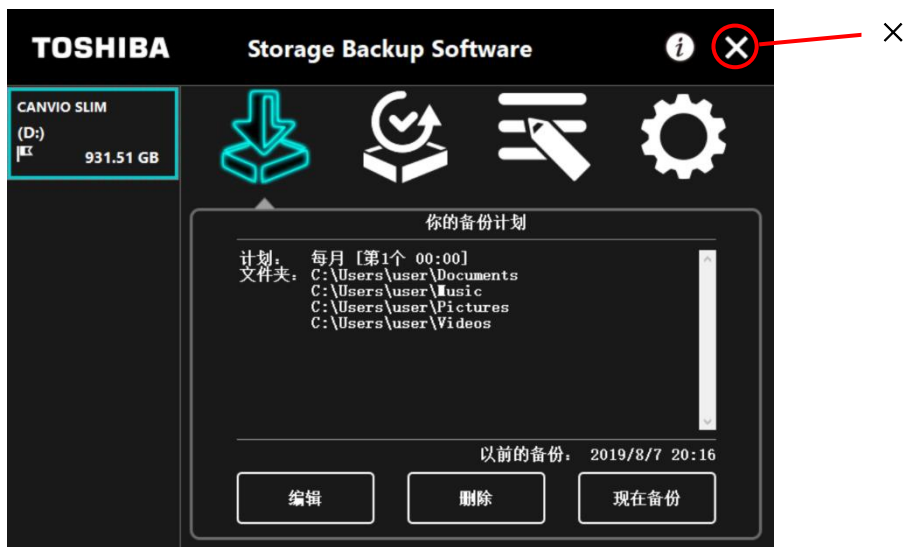 TOSHIBA
Storage Backup Software
i
×
×
CANVIO SLIM
(D:)
931.51 GB
你的备份计划
计划： 每月 [第1个 00:00]
文件夹： C:\Users\user\Documents
C:\Users\user\Music
C:\Users\user\Pictures
C:\Users\user\Videos
以前的备份： 2019/8/7 20:16
编辑
删除
现在备份